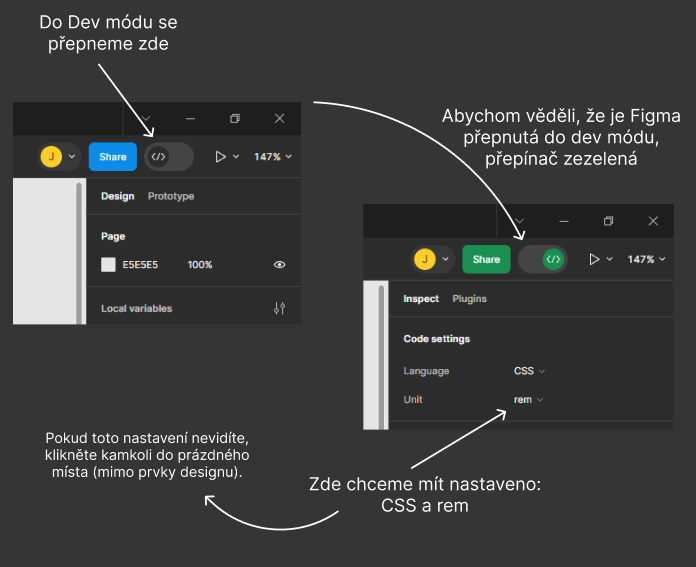 Do Dev módu se
přepneme zde
J
Share
</>
147%
Design Prototype
Page
E5E5E5 100%
Local variables
Abychom věděli, že je Figma
přepnutá do dev módu,
přepínač zezelená
J
Share
</>
147%
Inspect Plugins
Code settings
Language CSS
Unit rem
Pokud toto nastavení nevidíte,
klikněte kamkoli do prázdného
místa (mimo prvky designu).
Zde chceme mít nastaveno:
CSS a rem